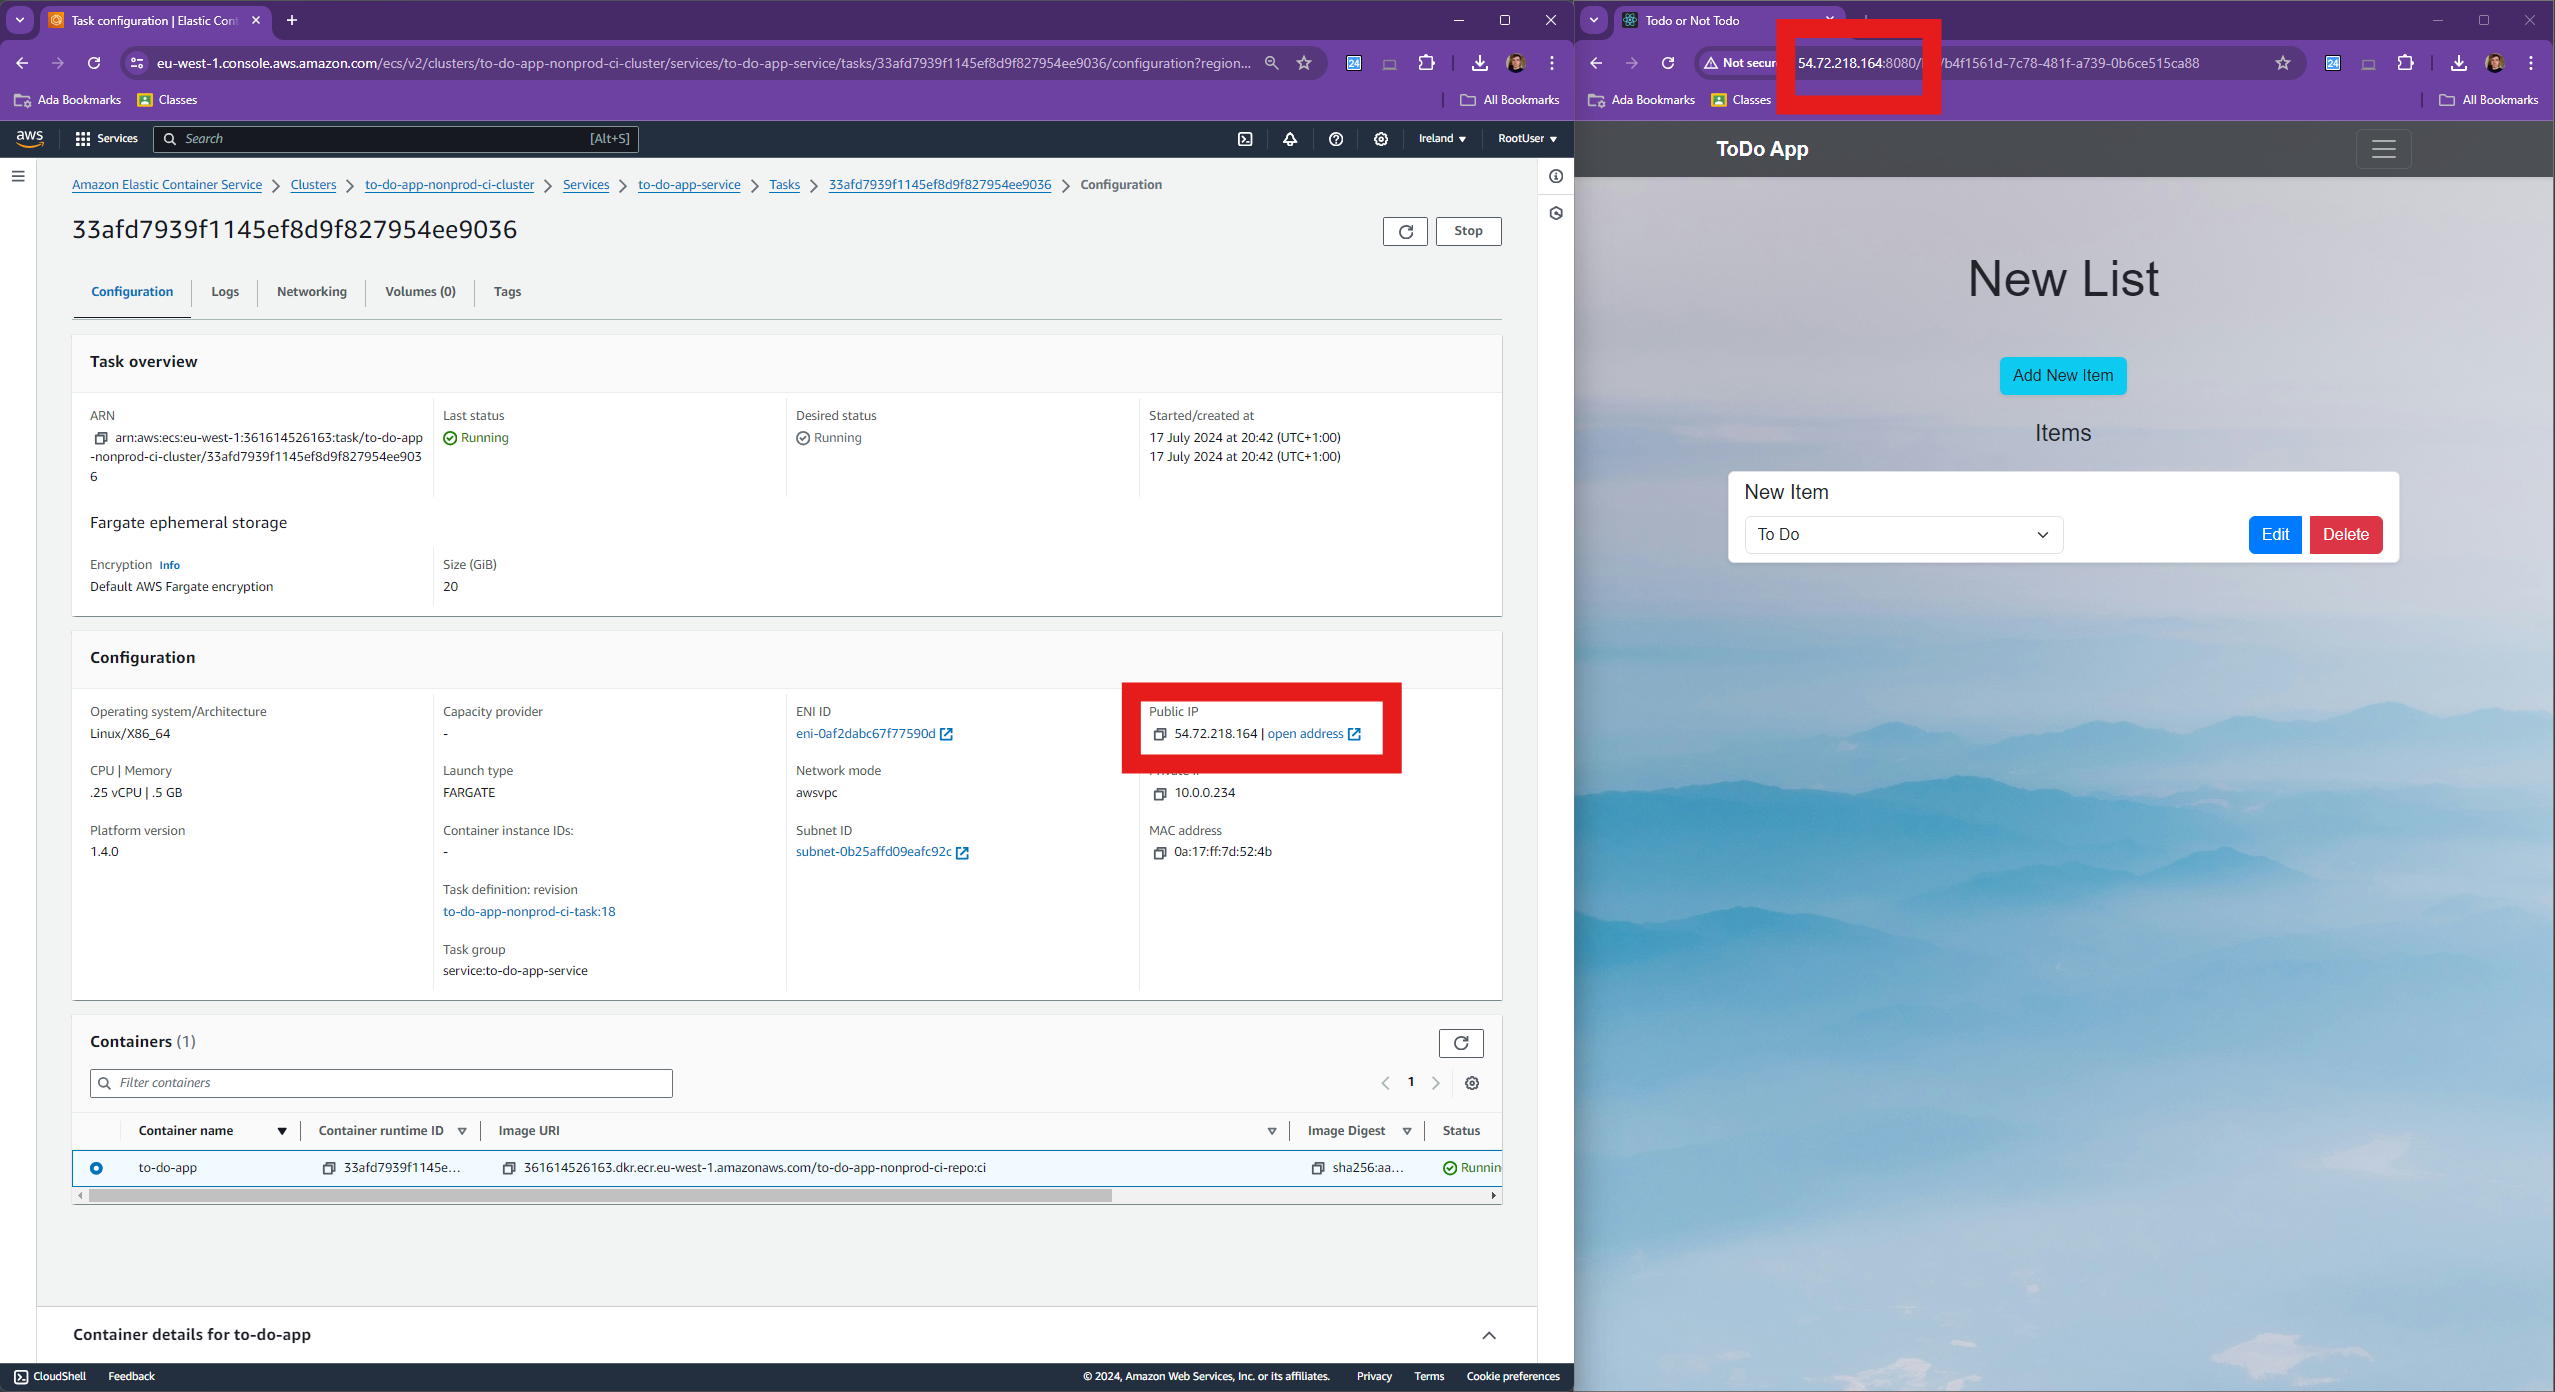 Task configuration | Elastic Con
eu-west-1.console.aws.amazon.com/ecs/v2/clusters/to-do-app-nonprod-ci-cluster/services/to-do-app-service/tasks/33afd7939f1145ef8d9f827954ee9036/configuration?region...
Ada Bookmarks
Classes
All Bookmarks
aws
Services
Search
[Alt+S]
Ireland
RootUser
Amazon Elastic Container Service > Clusters > to-do-app-nonprod-ci-cluster > Services > to-do-app-service > Tasks > 33afd7939f1145ef8d9f827954ee9036 > Configuration
33afd7939f1145ef8d9f827954ee9036
Stop
Configuration
Logs
Networking
Volumes (0)
Tags
Task overview
ARN
arn:aws:ecs:eu-west-1:361614526163:task/to-do-app
-nonprod-ci-cluster/33afd7939f1145ef8d9f827954ee903
6
Last status
Running
Desired status
Running
Started/created at
17 July 2024 at 20:42 (UTC+1:00)
17 July 2024 at 20:42 (UTC+1:00)
Fargate ephemeral storage
Encryption Info
Default AWS Fargate encryption
Size (GiB)
20
Configuration
Operating system/Architecture
Linux/X86_64
CPU | Memory
.25 vCPU | .5 GB
Platform version
1.4.0
Capacity provider
-
Launch type
FARGATE
Container instance IDs:
-
Task definition: revision
to-do-app-nonprod-ci-task:18
Task group
service:to-do-app-service
ENI ID
eni-0af2dabc67f77590d
Network mode
awsvpc
Subnet ID
subnet-0b25affd09eafc92c
Public IP
54.72.218.164 | open address
Private IP
10.0.0.234
MAC address
0a:17:ff:7d:52:4b
Containers (1)
Filter containers
1
Container name
Container runtime ID
Image URI
Image Digest
Status
to-do-app
33afd7939f1145e...
361614526163.dkr.ecr.eu-west-1.amazonaws.com/to-do-app-nonprod-ci-repo:ci
sha256:aa...
Runnin
Container details for to-do-app
CloudShell
Feedback
© 2024, Amazon Web Services, Inc. or its affiliates.
Privacy
Terms
Cookie preferences
Todo or Not Todo
Not secur
54.72.218.164:8080/
/b4f1561d-7c78-481f-a739-0b6ce515ca88
24
24
Ada Bookmarks
Classes
All Bookmarks
ToDo App
New List
Add New Item
Items
New Item
To Do
Edit
Delete